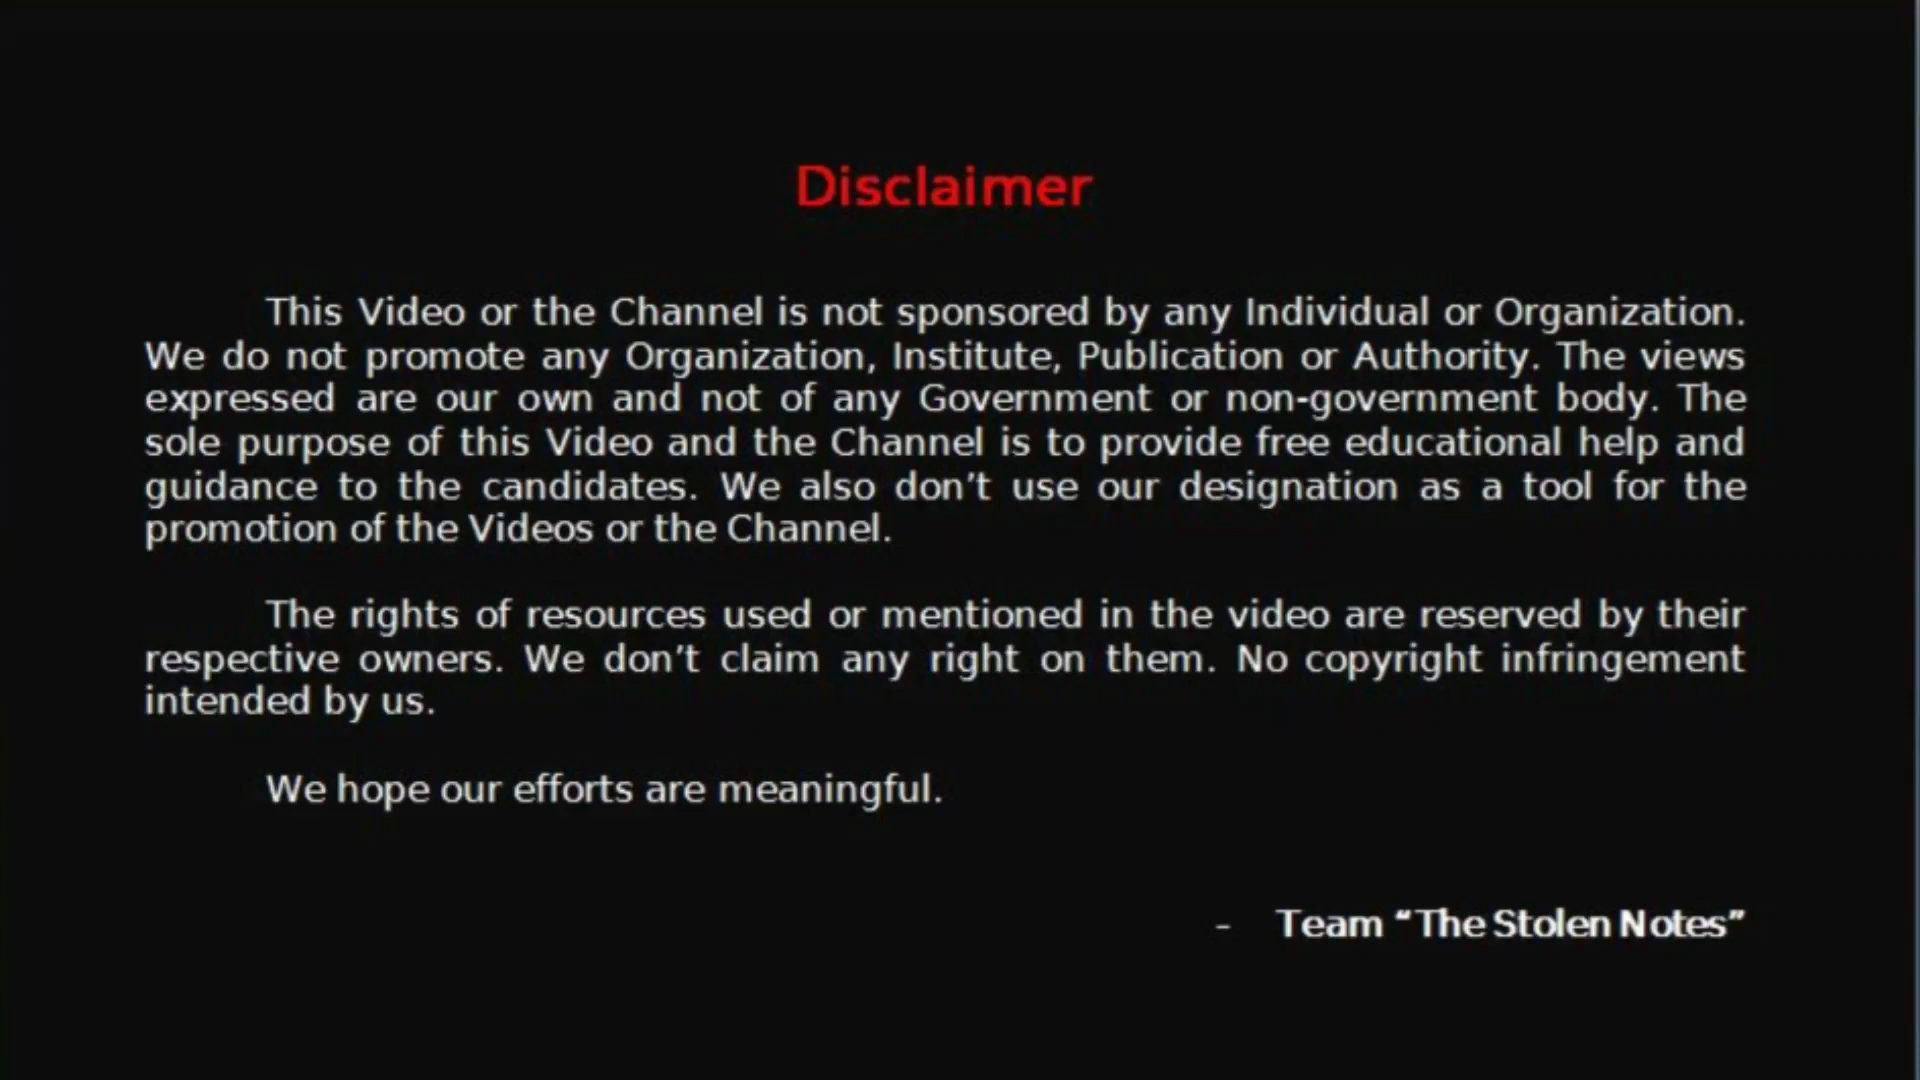 Disclaimer
This Video or the Channel is not sponsored by any Individual or Organization.
We do not promote any Organization, Institute, Publication or Authority. The views
expressed are our own and not of any Government or non-government body. The
sole purpose of this Video and the Channel is to provide free educational help and
guidance to the candidates. We also don’t use our designation as a tool for the
promotion of the Videos or the Channel.
The rights of resources used or mentioned in the video are reserved by their
respective owners. We don’t claim any right on them. No copyright infringement
intended by us.
We hope our efforts are meaningful.
- Team “The Stolen Notes”